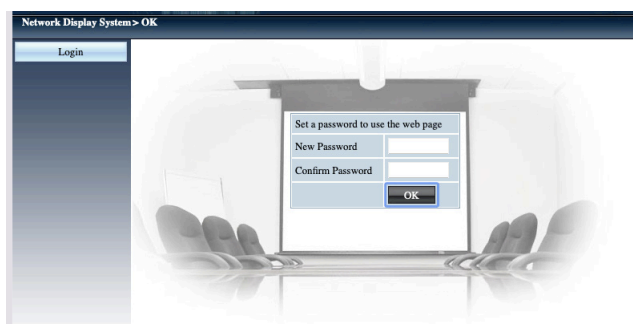 Network Display System> OK
Login
Set a password to use the web page
New Password
Confirm Password
OK